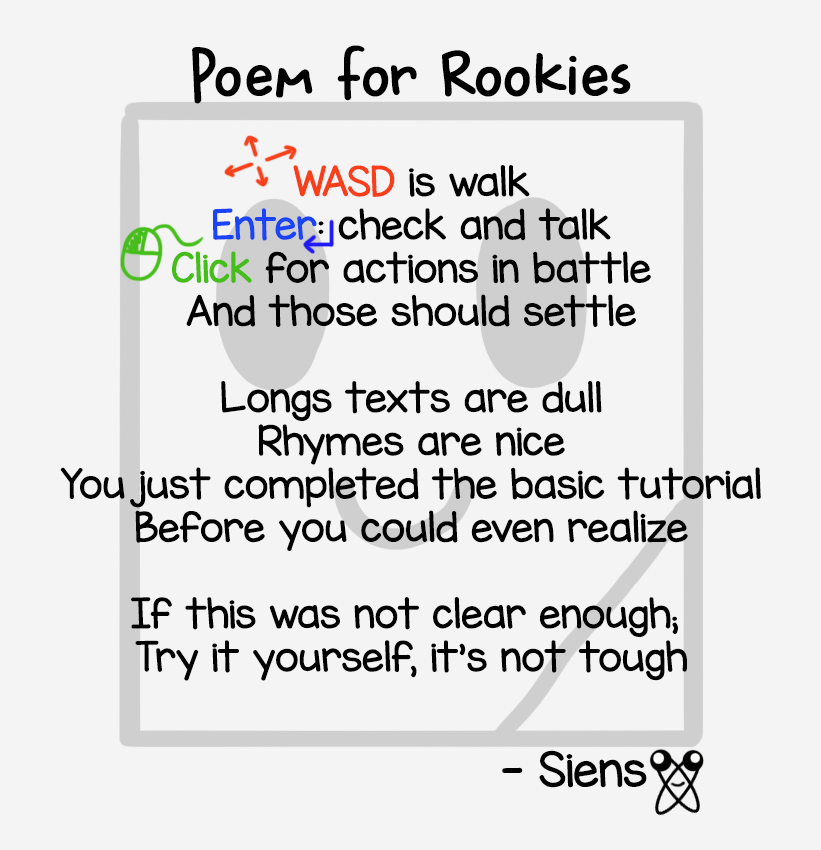 Poem for Rookies
WASD is walk
Enter: check and talk
Click for actions in battle
And those should settle
Longs texts are dull
Rhymes are nice
You just completed the basic tutorial
Before you could even realize
If this was not clear enough;
Try it yourself, it's not tough
- Siens